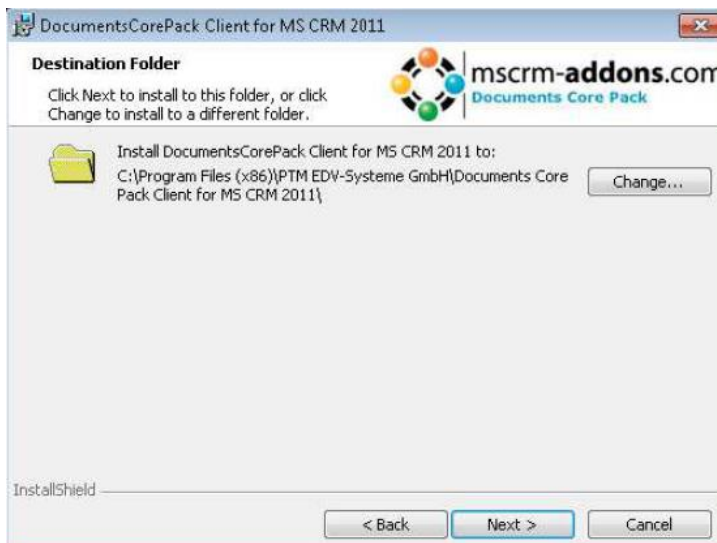 DocumentsCorePack Client for MS CRM 2011
Destination Folder
Click Next to install to this folder, or click
Change to install to a different folder.
mscrm-addons.com
Documents Core Pack
Install DocumentsCorePack Client for MS CRM 2011 to:
C:\Program Files (x86)\PTM EDV-Systeme GmbH\Documents Core
Pack Client for MS CRM 2011\
Change...
InstallShield
< Back
Next >
Cancel